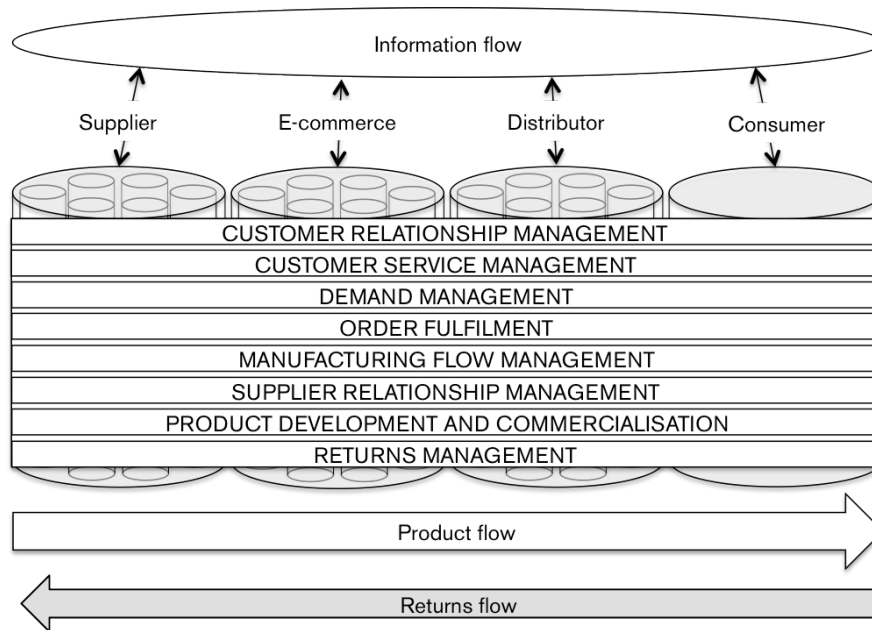 Information flow
Supplier
E-commerce
Distributor
Consumer
CUSTOMER RELATIONSHIP MANAGEMENT
CUSTOMER SERVICE MANAGEMENT
DEMAND MANAGEMENT
ORDER FULFILMENT
MANUFACTURING FLOW MANAGEMENT
SUPPLIER RELATIONSHIP MANAGEMENT
PRODUCT DEVELOPMENT AND COMMERCIALISATION
RETURNS MANAGEMENT
Product flow
Returns flow